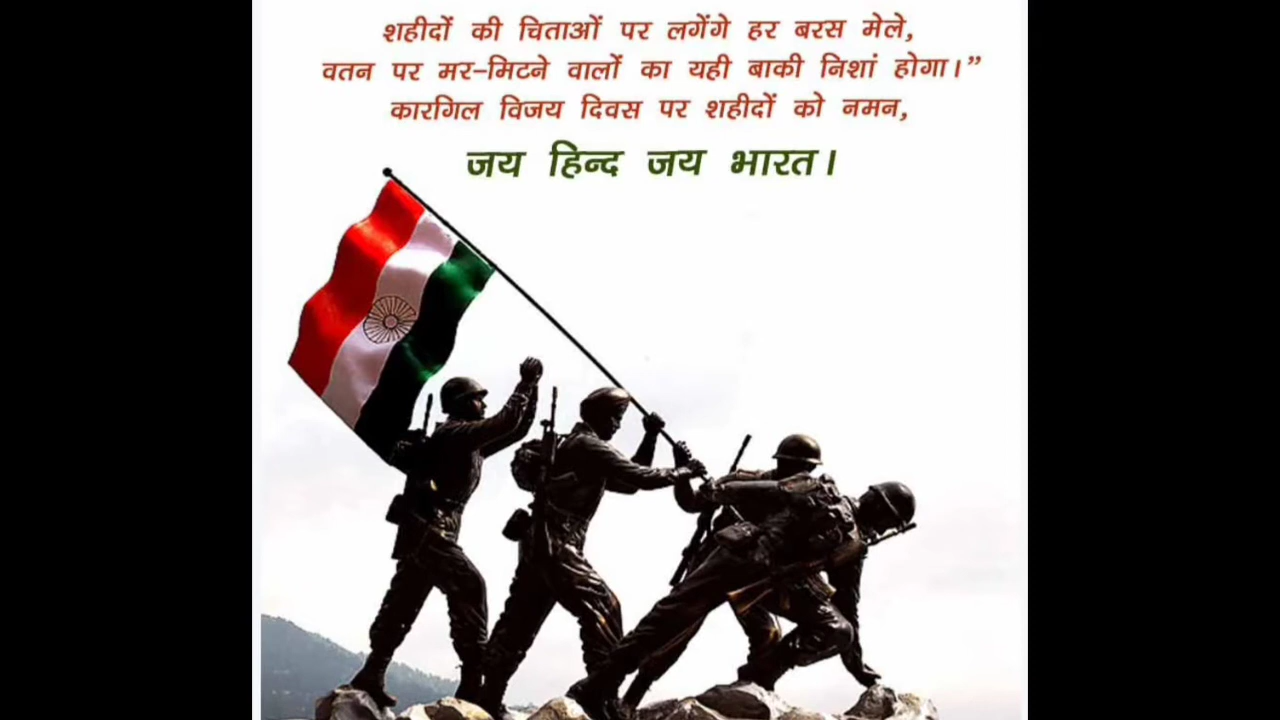 शहीदों की चिताओं पर लगेंगे हर बरस मेले,
वतन पर मर-मिटने वालों का यही बाकी निशां होगा।”
कारगिल विजय दिवस पर शहीदों को नमन,
जय हिन्द जय भारत।